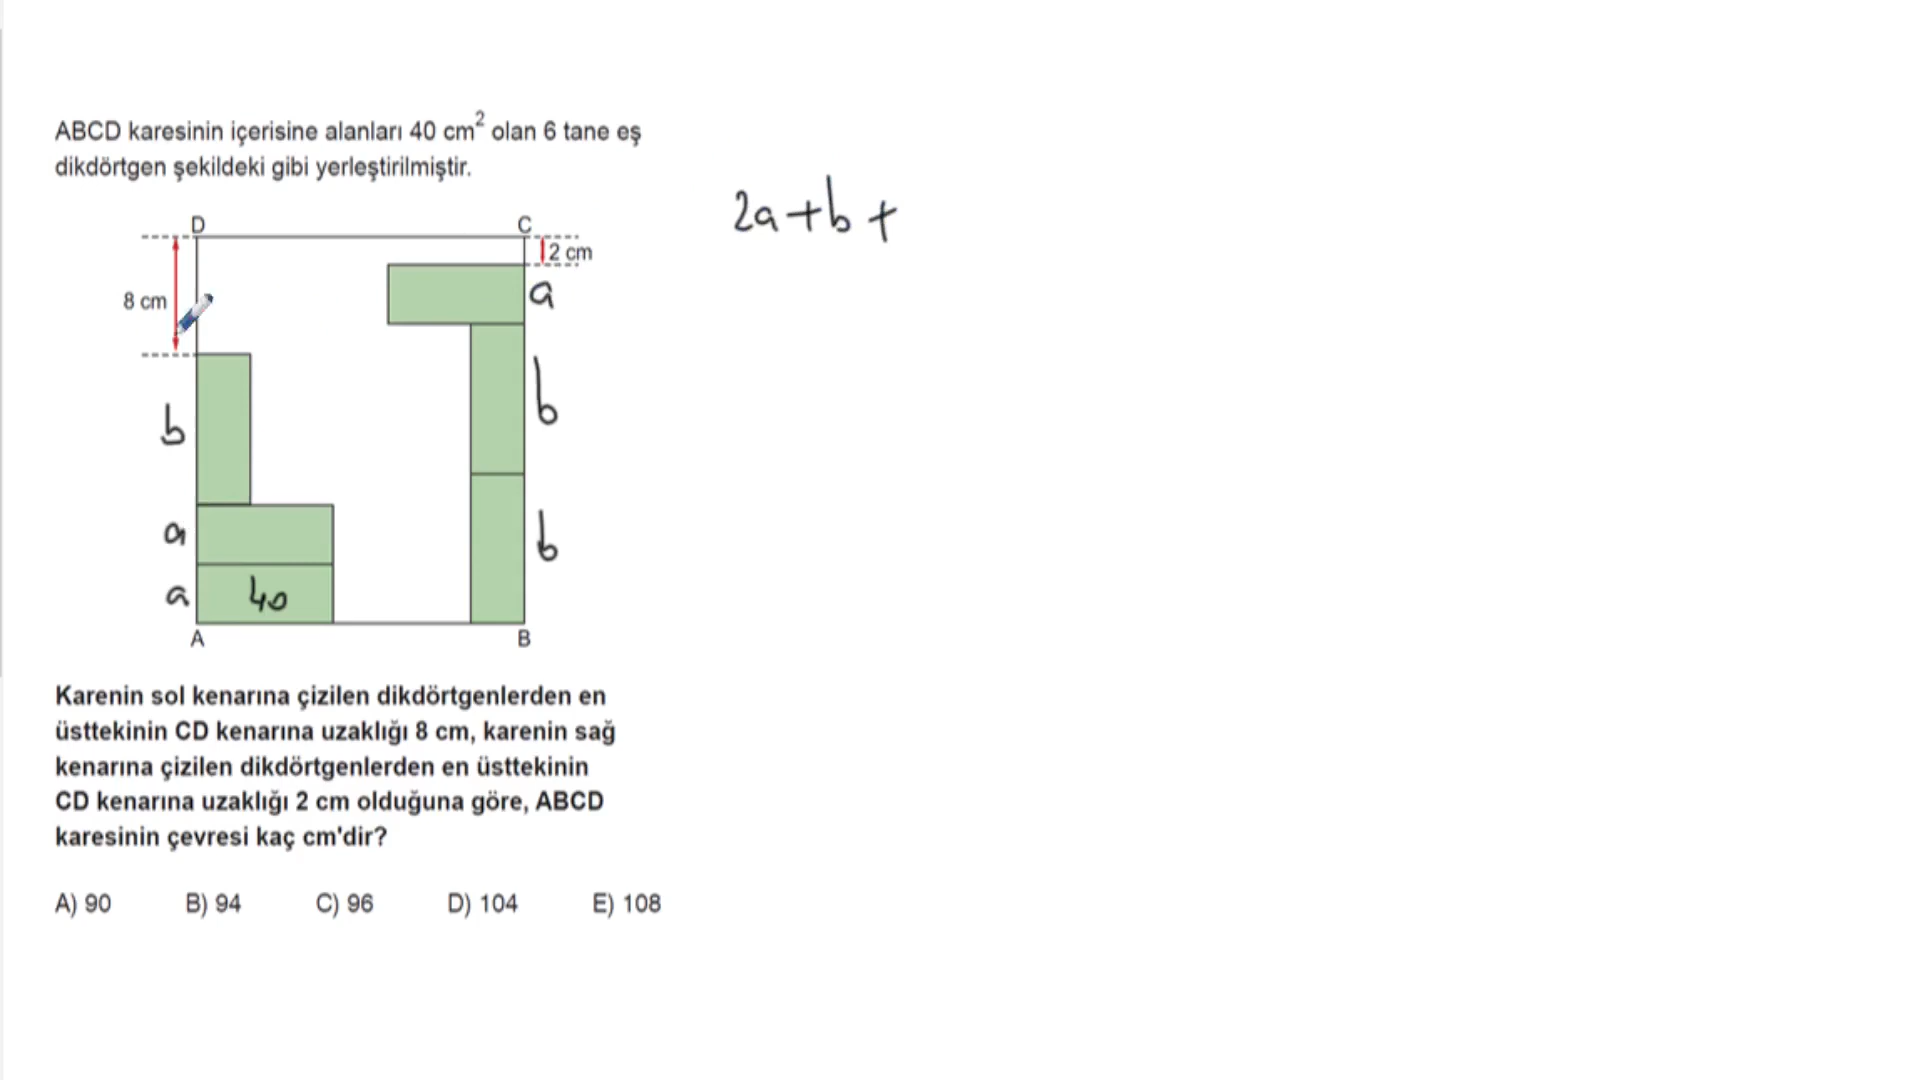 ABCD karesinin içerisine alanları 40 cm² olan 6 tane eş
dikdörtgen şekildeki gibi yerleştirilmiştir.
2a+b+
D
C
2 cm
8 cm
a
b
b
a
b
a
40
A
B
Karenin sol kenarına çizilen dikdörtgenlerden en
üsttekinin CD kenarına uzaklığı 8 cm, karenin sağ
kenarına çizilen dikdörtgenlerden en üsttekinin
CD kenarına uzaklığı 2 cm olduğuna göre, ABCD
karesinin çevresi kaç cm'dir?
A) 90 B) 94 C) 96 D) 104 E) 108